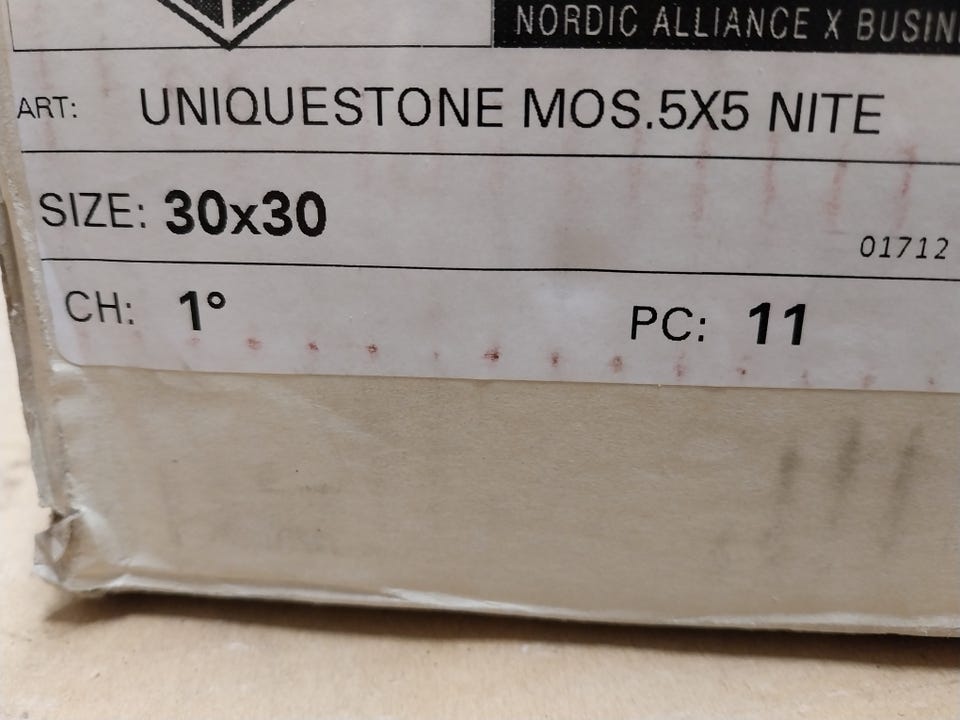 NORDIC ALLIANCE X
ART: UNIQUESTONE MOS.5X5 NITE
SIZE: 30x30
01712
CH: 1°
PC: 11